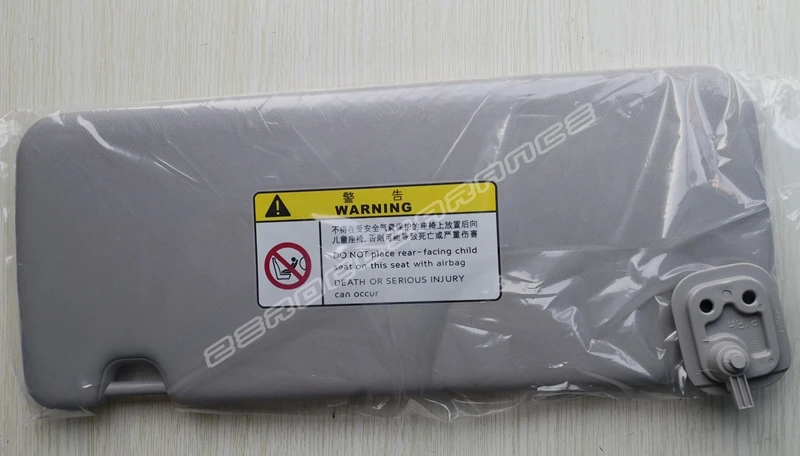 警 告
WARNING
不得在受安全气囊保护的座椅上放置后向
儿童座椅, 否则可能导致死亡或严重伤害
DO NOT place rear-facing child
seat on this seat with airbag
DEATH OR SERIOUS INJURY
can occur